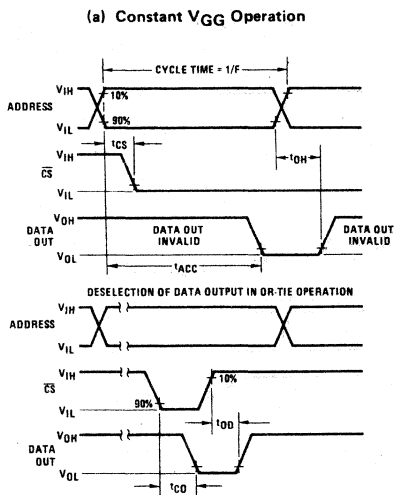 (a) Constant VGG Operation
CYCLE TIME = 1/F
VIH
10%
ADDRESS
90%
VIL
tCS
VIH
tOH
CS
VIL
VOH
DATA OUT
DATA OUT INVALID
DATA OUT INVALID
VOL
tACC
DESELECTION OF DATA OUTPUT IN OR-TIE OPERATION
VIH
ADDRESS
VIL
VIH
10%
CS
90%
VIL
VOH
tOD
DATA OUT
VOL
tCO